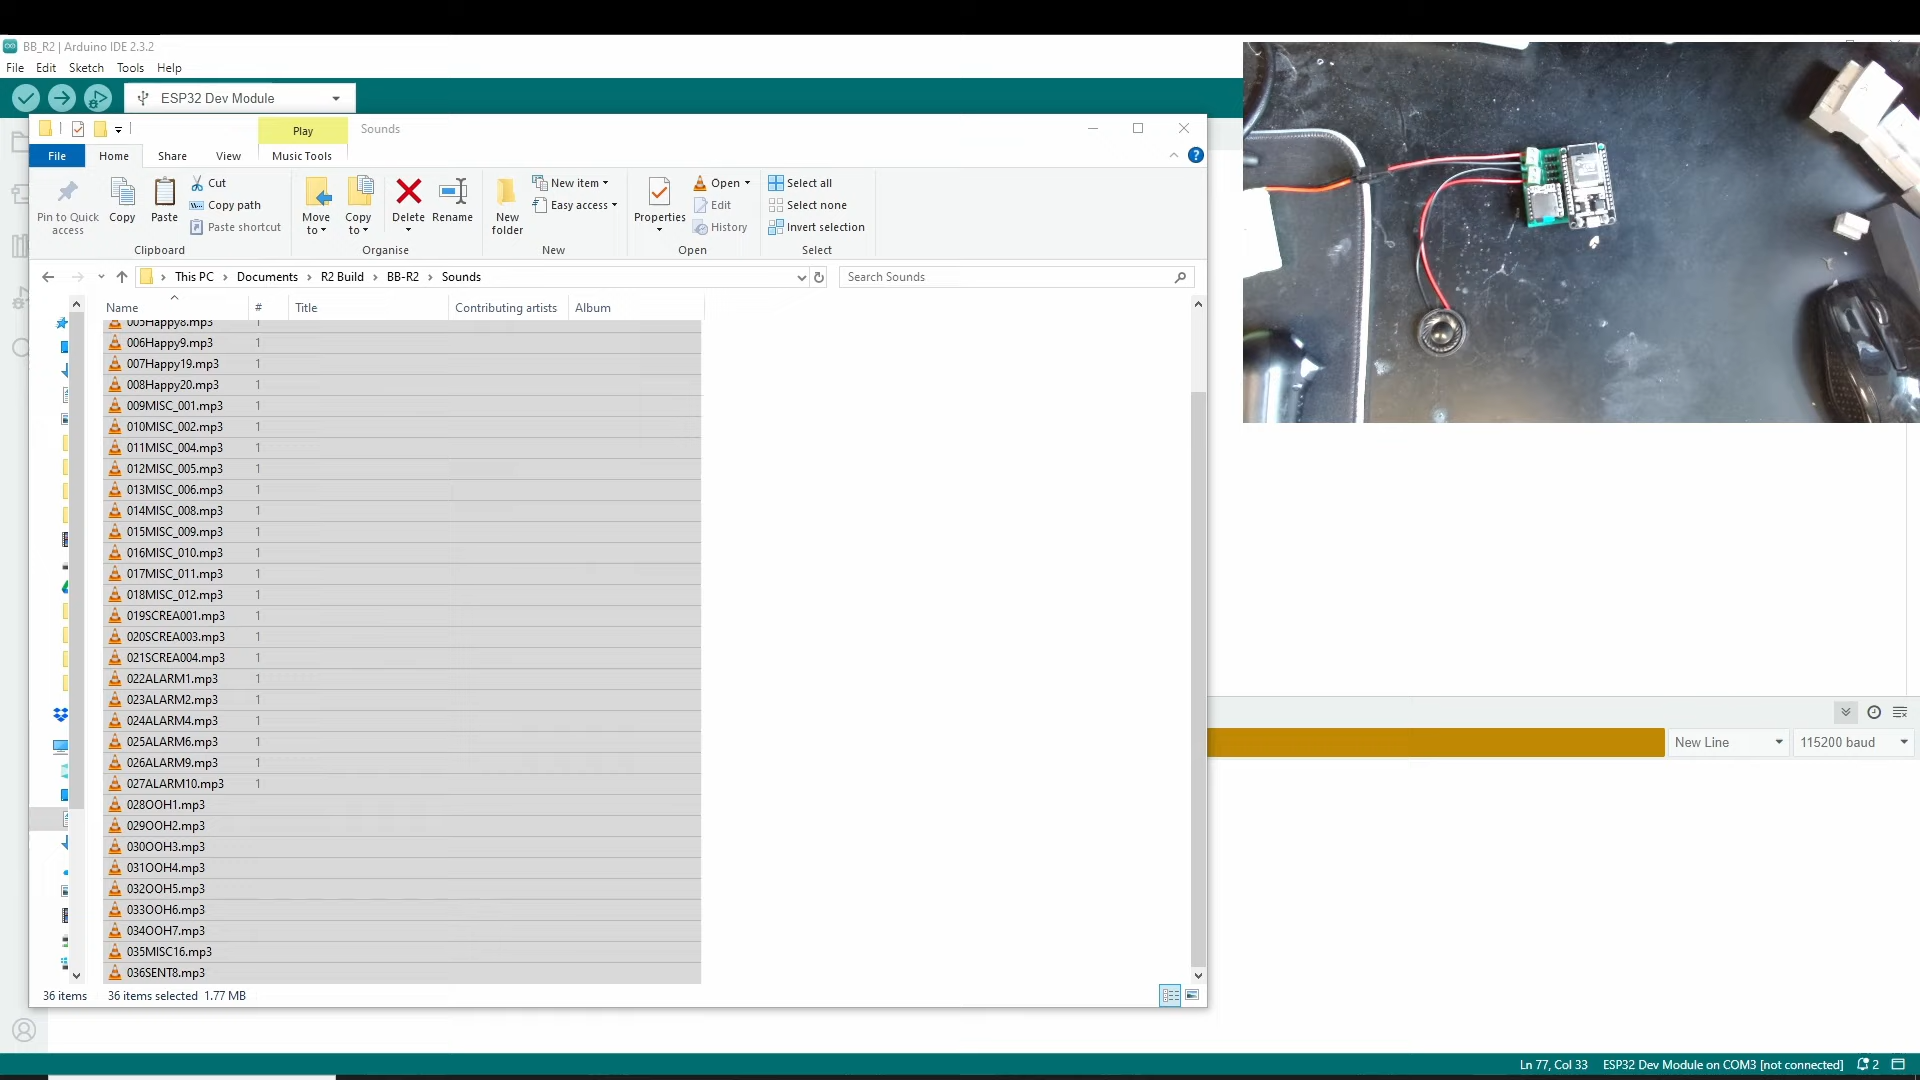 BB_R2 | Arduino IDE 2.3.2
File Edit Sketch Tools Help
ESP32 Dev Module
Play Sounds
File Home Share View Music Tools
Pin to Quick access
Copy
Paste
Cut
Copy path
Paste shortcut
Move to
Copy to
Delete
Rename
New folder
New item
Easy access
Properties
Open
Edit
History
Select all
Select none
Invert selection
Clipboard Organise New Open Select
This PC Documents R2 Build BB-R2 Sounds
Search Sounds
Name # Title Contributing artists Album
005Happy8.mp3 1
006Happy9.mp3 1
007Happy19.mp3 1
008Happy20.mp3 1
009MISC_001.mp3 1
010MISC_002.mp3 1
011MISC_004.mp3 1
012MISC_005.mp3 1
013MISC_006.mp3 1
014MISC_008.mp3 1
015MISC_009.mp3 1
016MISC_010.mp3 1
017MISC_011.mp3 1
018MISC_012.mp3 1
019SCREA001.mp3 1
020SCREA003.mp3 1
021SCREA004.mp3 1
022ALARM1.mp3 1
023ALARM2.mp3 1
024ALARM4.mp3 1
025ALARM6.mp3 1
026ALARM9.mp3 1
027ALARM10.mp3 1
028OOH1.mp3
029OOH2.mp3
030OOH3.mp3
031OOH4.mp3
032OOH5.mp3
033OOH6.mp3
034OOH7.mp3
035MISC16.mp3
036SENT8.mp3
36 items 36 items selected 1.77 MB
New Line 115200 baud
Ln 77, Col 33 ESP32 Dev Module on COM3 [not connected] 2